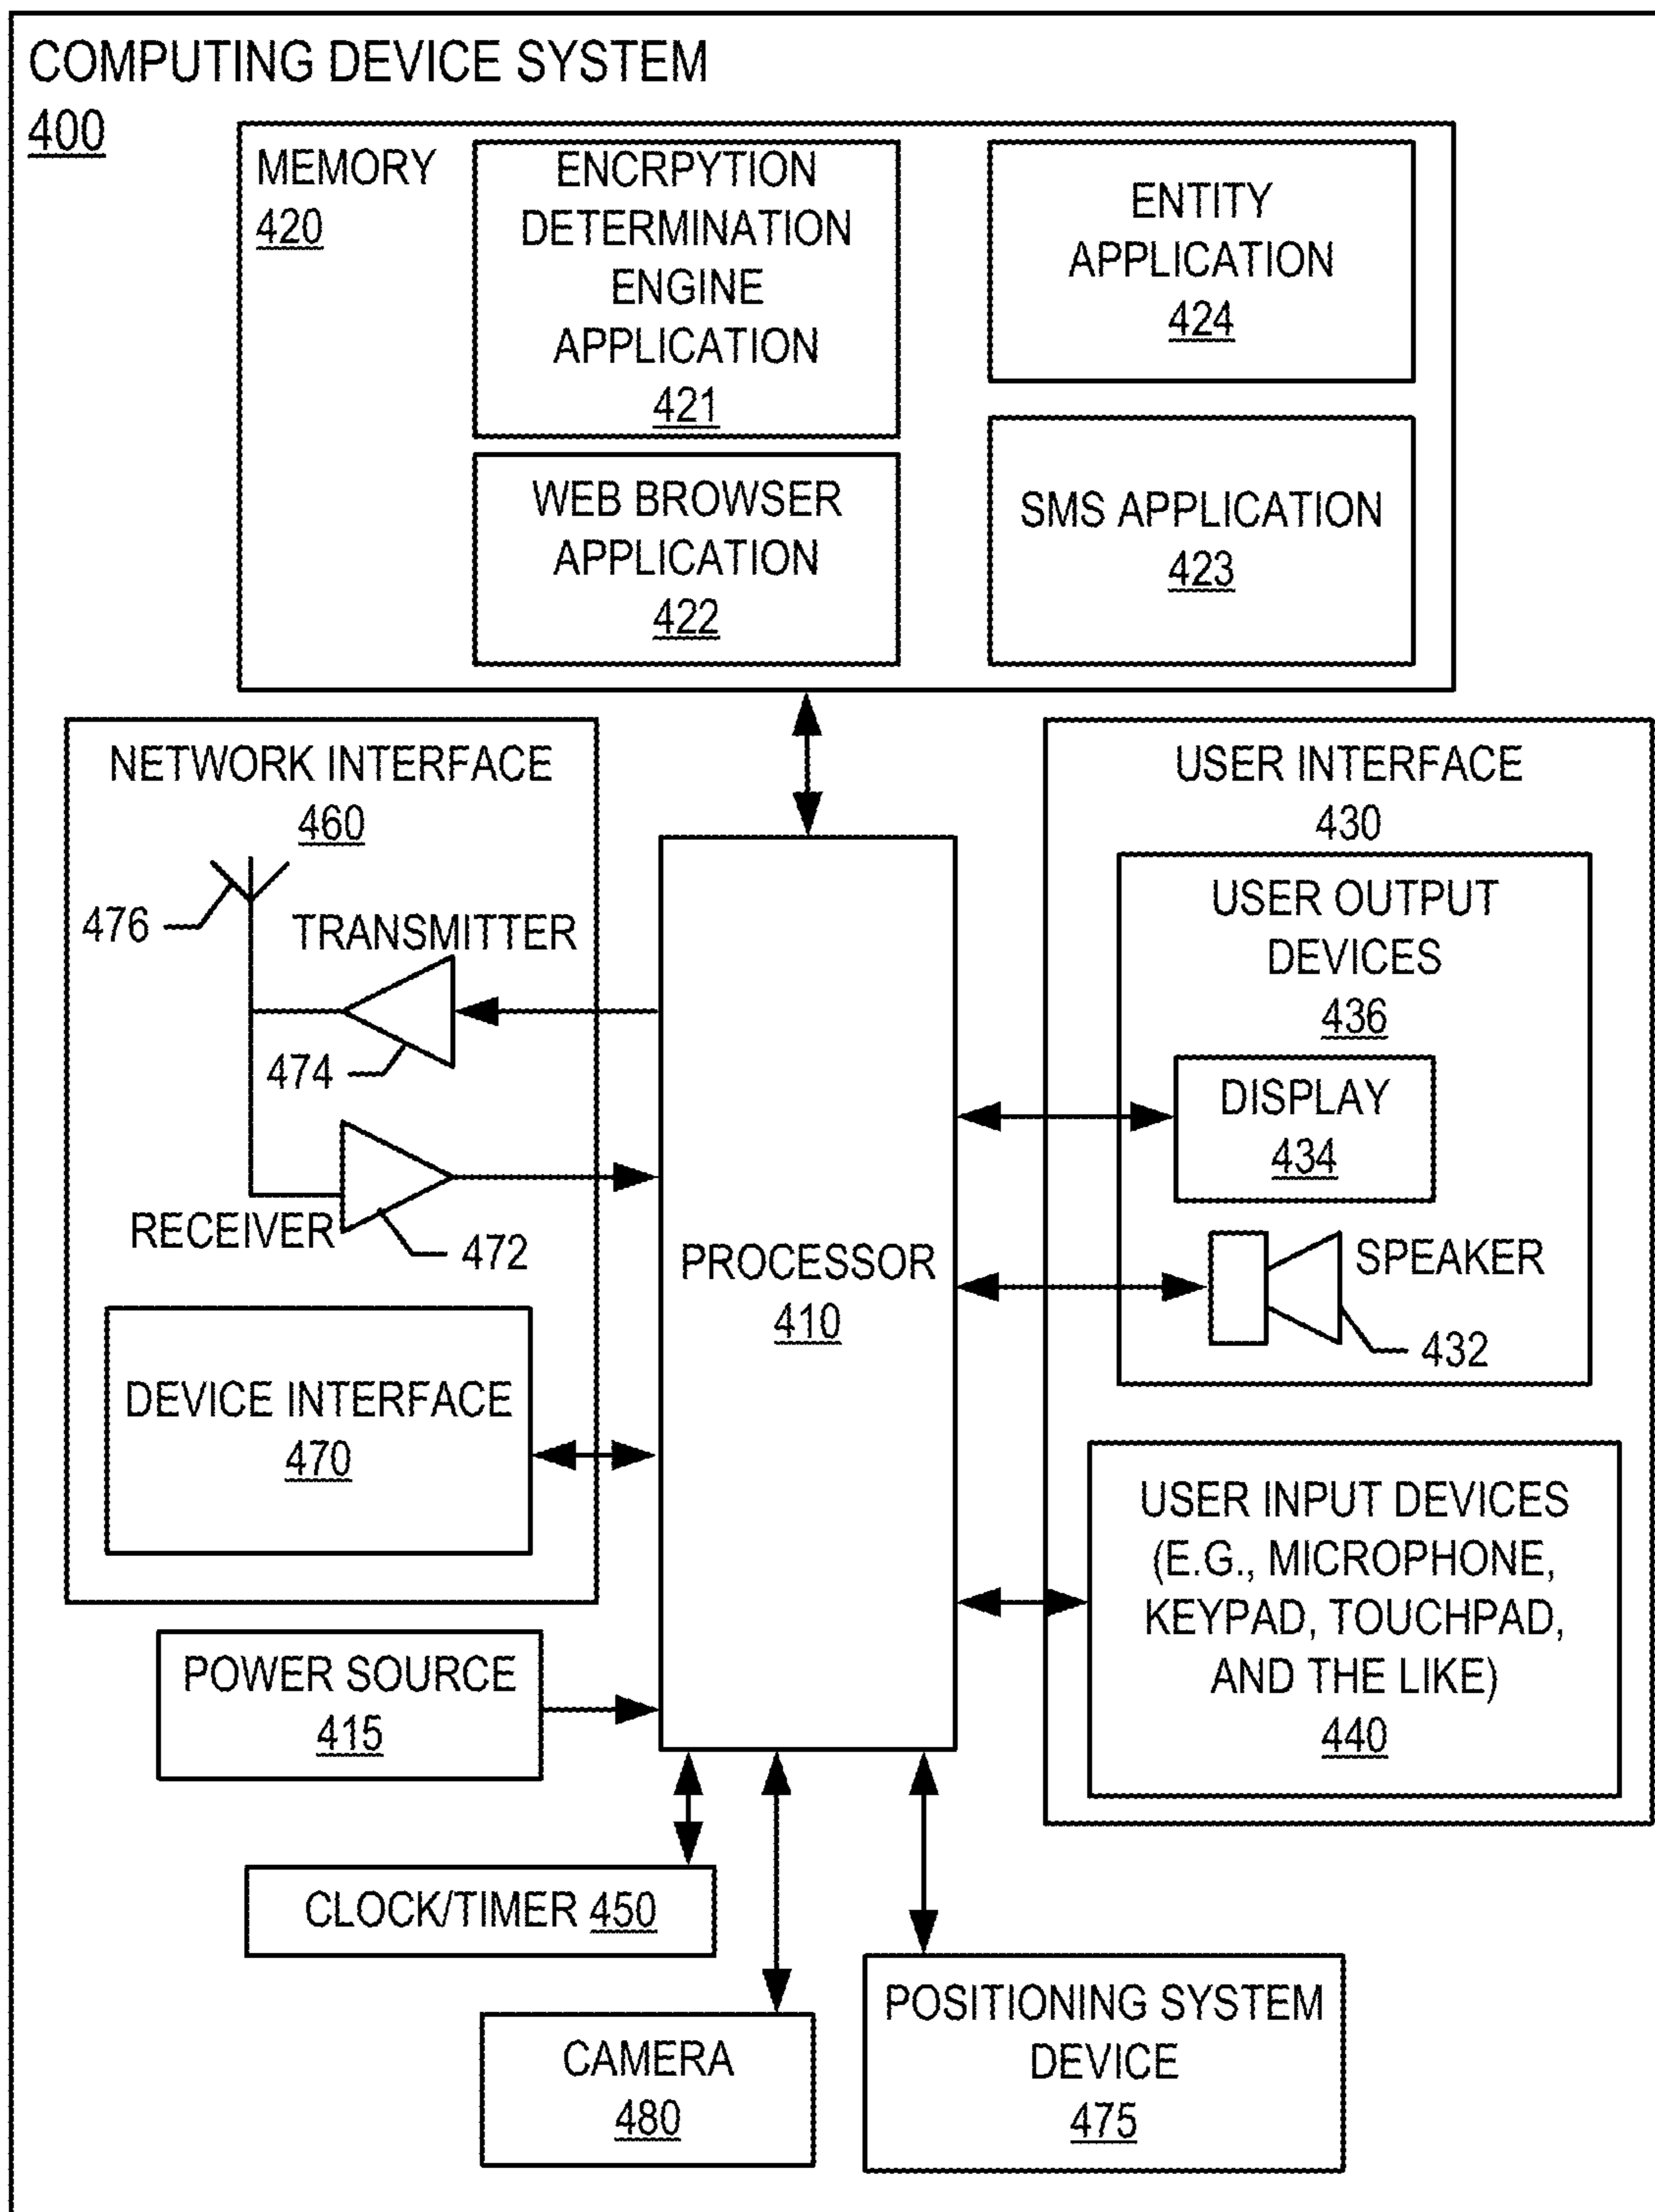 COMPUTING DEVICE SYSTEM
400
MEMORY
420
ENCRPYTION
DETERMINATION
ENGINE
APPLICATION
421
ENTITY
APPLICATION
424
WEB BROWSER
APPLICATION
422
SMS APPLICATION
423
NETWORK INTERFACE
460
476
TRANSMITTER
474
RECEIVER
472
DEVICE INTERFACE
470
PROCESSOR
410
USER INTERFACE
430
USER OUTPUT
DEVICES
436
DISPLAY
434
SPEAKER
432
USER INPUT DEVICES
(E.G., MICROPHONE,
KEYPAD, TOUCHPAD,
AND THE LIKE)
440
POWER SOURCE
415
CLOCK/TIMER 450
CAMERA
480
POSITIONING SYSTEM
DEVICE
475